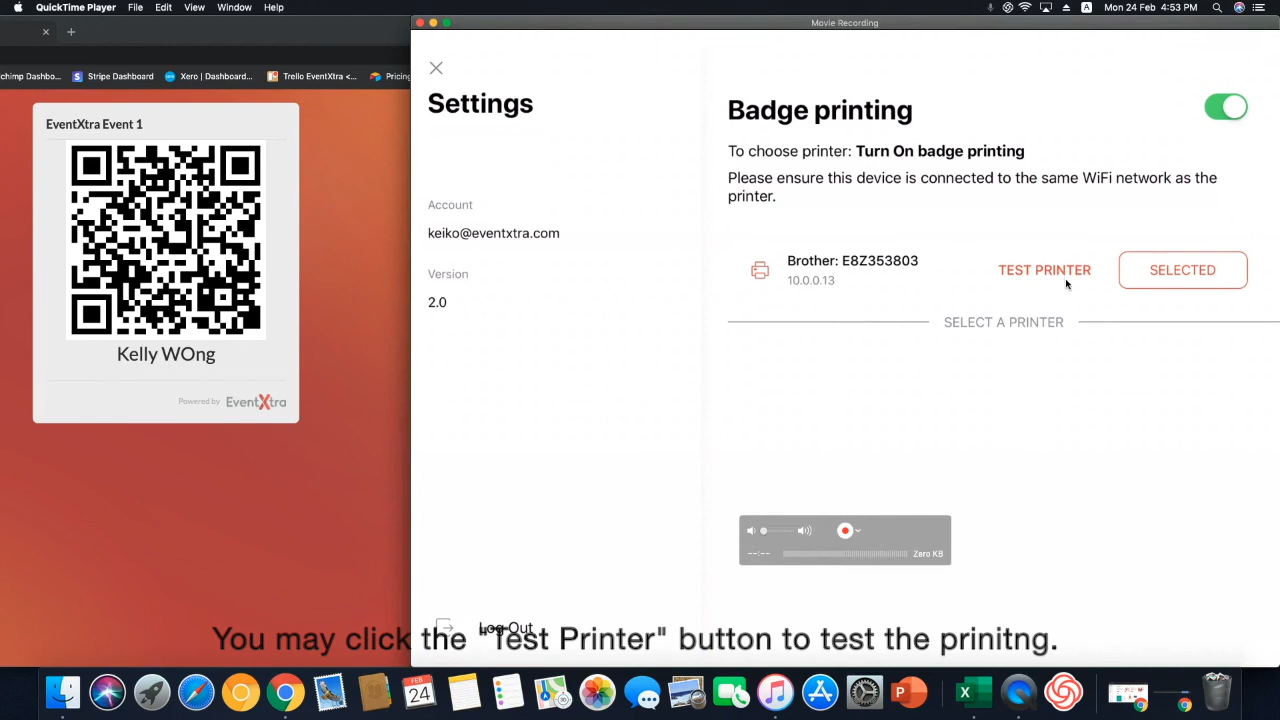 QuickTime Player File Edit View Window Help
A Mon 24 Feb 4:53 PM
Movie Recording
chimp Dashbo... Stripe Dashboard Xero | Dashboard... Trello EventXtra <... Pricing
EventXtra Event 1
Kelly WOng
Powered by EventXtra
Settings
Account
keiko@eventxtra.com
Version
2.0
Log Out
Badge printing
To choose printer: Turn On badge printing
Please ensure this device is connected to the same WiFi network as the
printer.
Brother: E8Z353803
10.0.0.13
TEST PRINTER
SELECTED
SELECT A PRINTER
--:-- Zero KB
You may click the "Test Printer" button to test the prinitng.
FEB
24